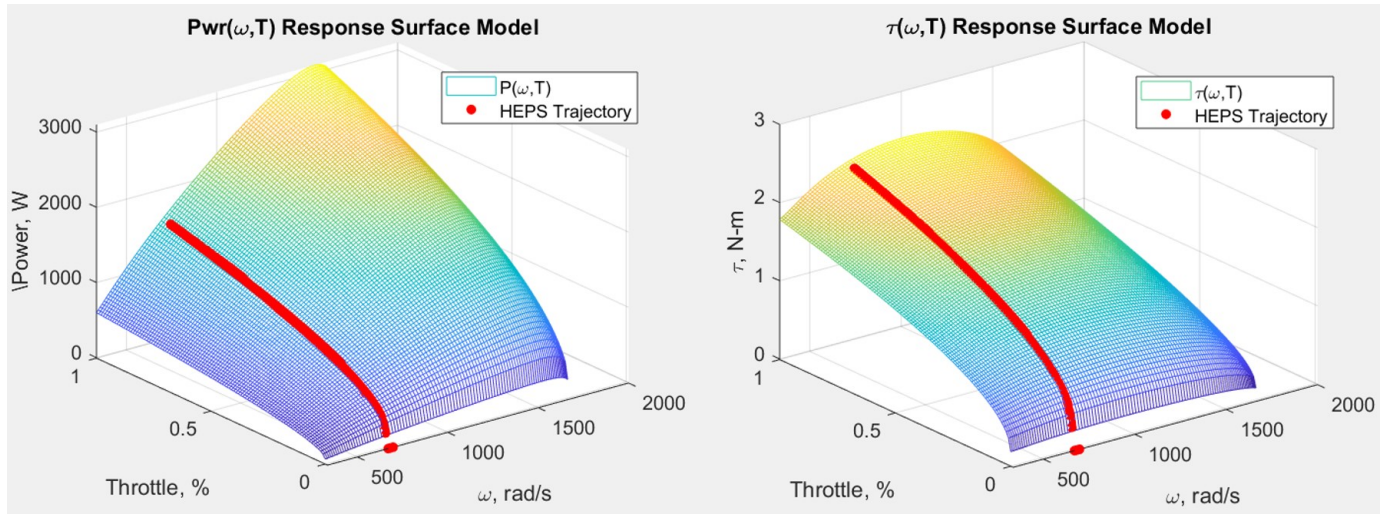 Pwr(ω,T) Response Surface Model
P(ω,T)
HEPS Trajectory
3000
2000
1000
0
\Power, W
1
0.5
0
Throttle, %
500
1000
1500
2000
ω, rad/s
τ(ω,T) Response Surface Model
τ(ω,T)
HEPS Trajectory
3
2
1
0
τ, N-m
1
0.5
0
Throttle, %
500
1000
1500
2000
ω, rad/s